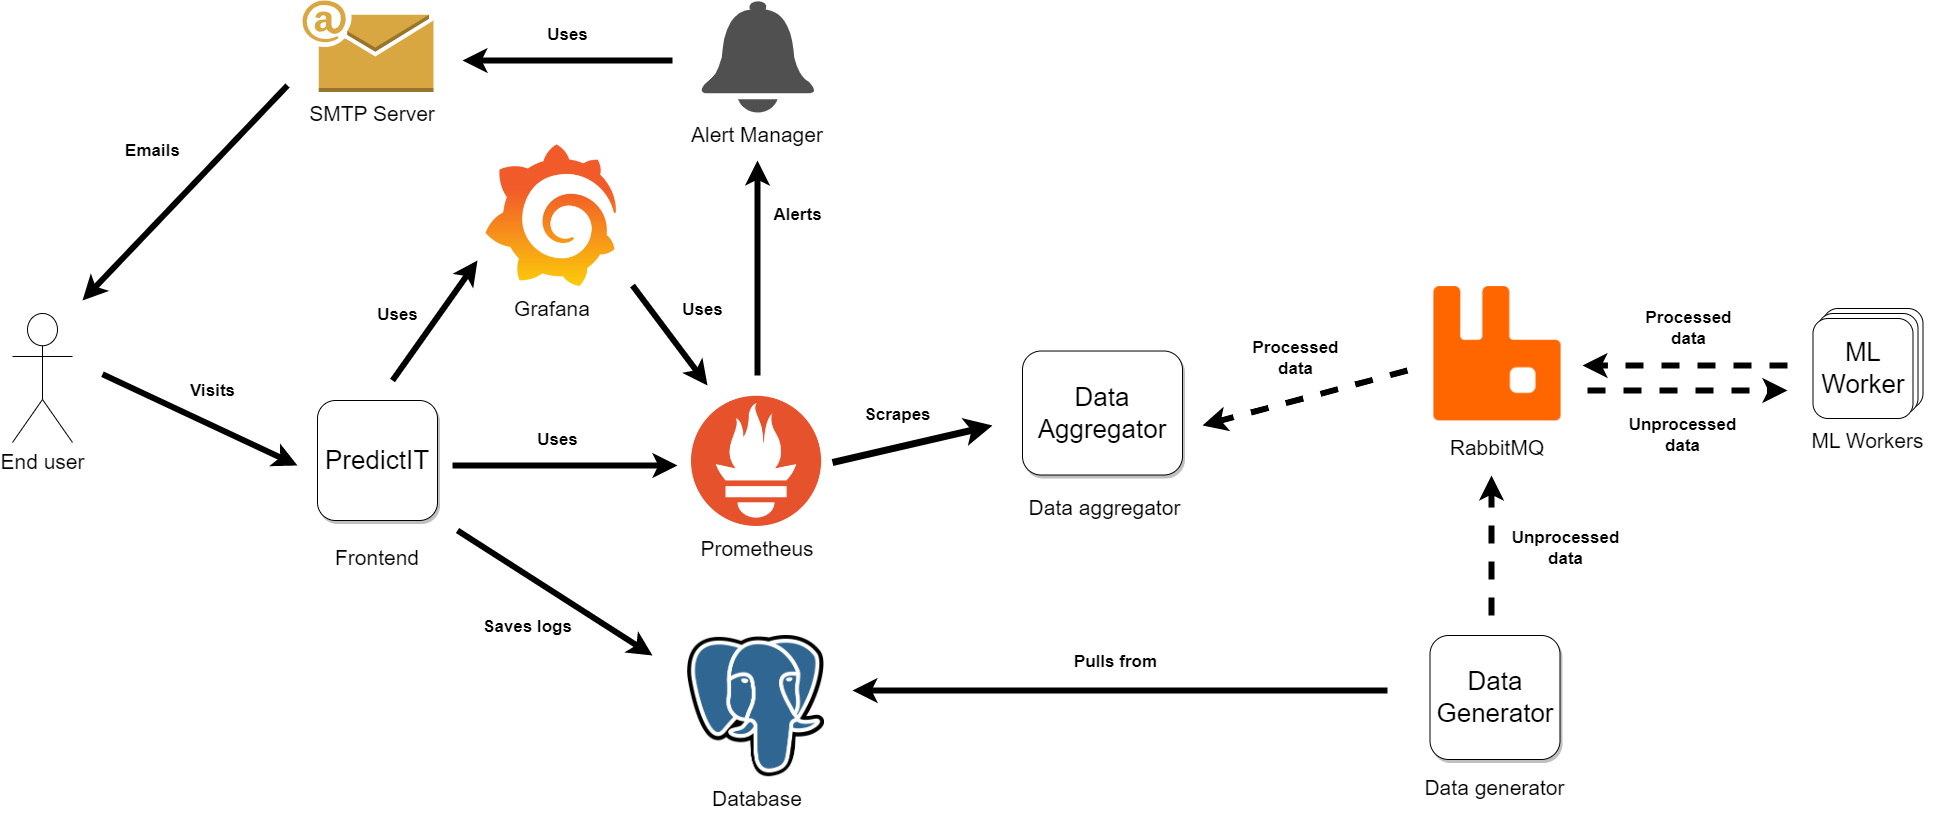 @
Uses
SMTP Server
Alert Manager
Emails
Alerts
Grafana
Uses
Uses
Visits
End user
PredictIT
Frontend
Uses
Prometheus
Scrapes
Data
Aggregator
Data aggregator
Processed
data
RabbitMQ
Processed
data
Unprocessed
data
ML
Worker
ML Workers
Unprocessed
data
Saves logs
Database
Pulls from
Data
Generator
Data generator